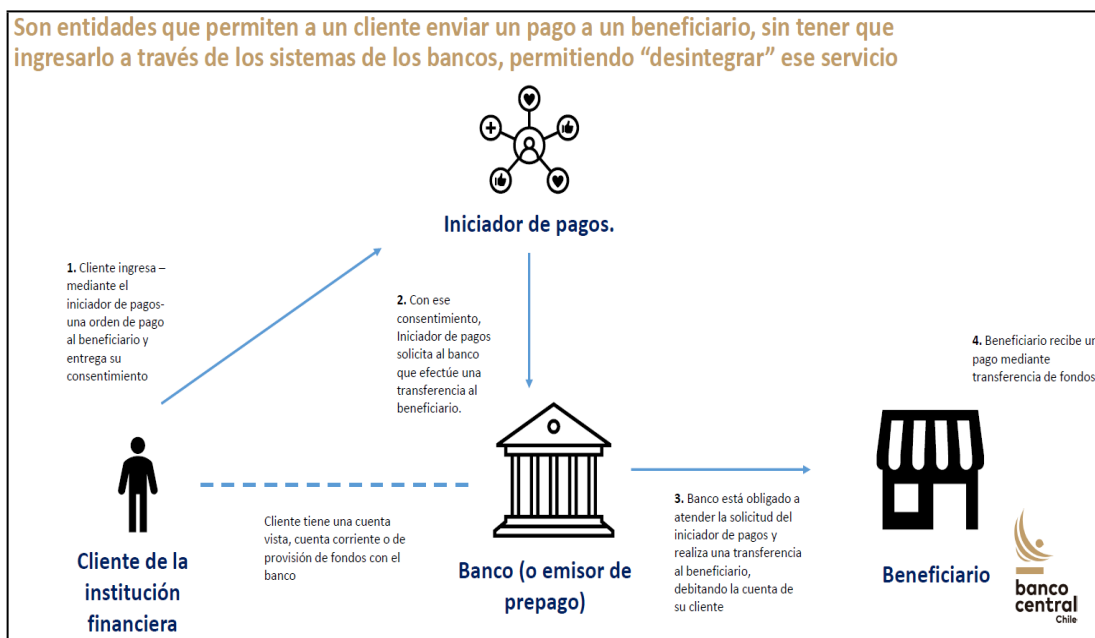 Son entidades que permiten a un cliente enviar un pago a un beneficiario, sin tener que
ingresarlo a través de los sistemas de los bancos, permitiendo “desintegrar” ese servicio
Iniciador de pagos.
1. Cliente ingresa –
mediante el
iniciador de pagos-
una orden de pago
al beneficiario y
entrega su
consentimiento
2. Con ese
consentimiento,
Iniciador de pagos
solicita al banco
que efectúe una
transferencia al
beneficiario.
4. Beneficiario recibe un
pago mediante
transferencia de fondos
Cliente tiene una cuenta
vista, cuenta corriente o de
provisión de fondos con el
banco
3. Banco está obligado a
atender la solicitud del
iniciador de pagos y
realiza una transferencia
al beneficiario,
debitando la cuenta de
su cliente
Cliente de la
institución
financiera
Banco (o emisor de
prepago)
Beneficiario
banco
central
Chile